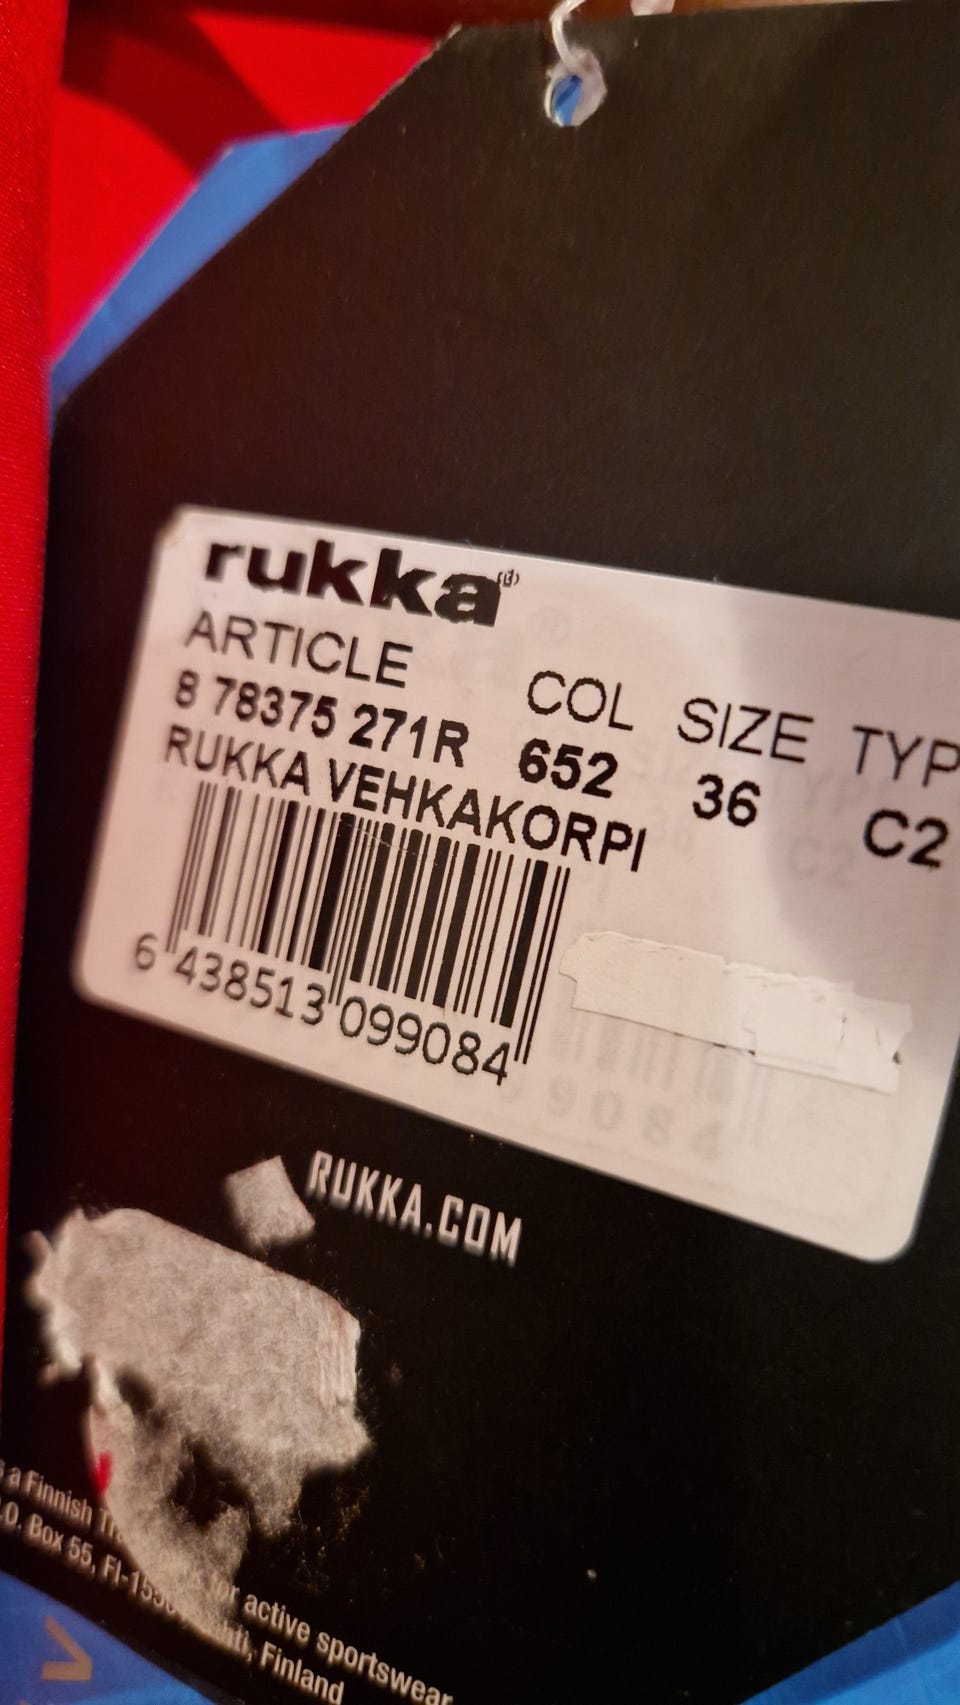 rukka®
ARTICLE COL SIZE TYP
8 78375 271R 652 36 C2
RUKKA VEHKAKORPI
6 438513 099084
RUKKA.COM
a Finnish
Box 55, active sportswear
Finland